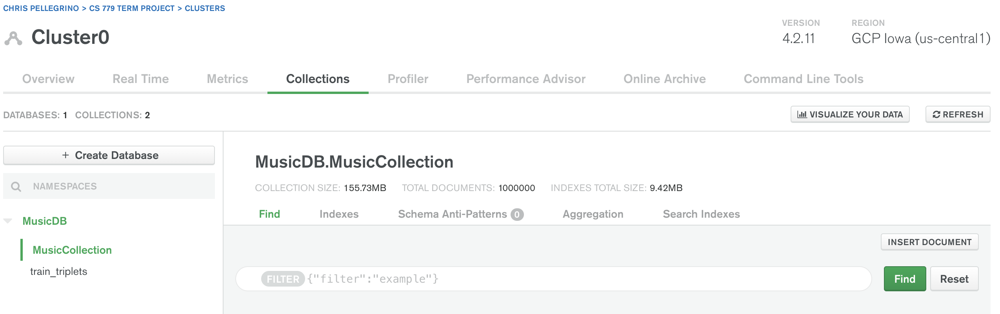 CHRIS PELLEGRINO > CS 779 TERM PROJECT > CLUSTERS
Cluster0
VERSION
4.2.11
REGION
GCP Iowa (us-central1)
Overview Real Time Metrics Collections Profiler Performance Advisor Online Archive Command Line Tools
DATABASES: 1 COLLECTIONS: 2
VISUALIZE YOUR DATA
REFRESH
+ Create Database
NAMESPACES
MusicDB
MusicCollection
train_triplets
MusicDB.MusicCollection
COLLECTION SIZE: 155.73MB TOTAL DOCUMENTS: 1000000 INDEXES TOTAL SIZE: 9.42MB
Find Indexes Schema Anti-Patterns 0 Aggregation Search Indexes
INSERT DOCUMENT
FILTER {"filter":"example"}
Find
Reset